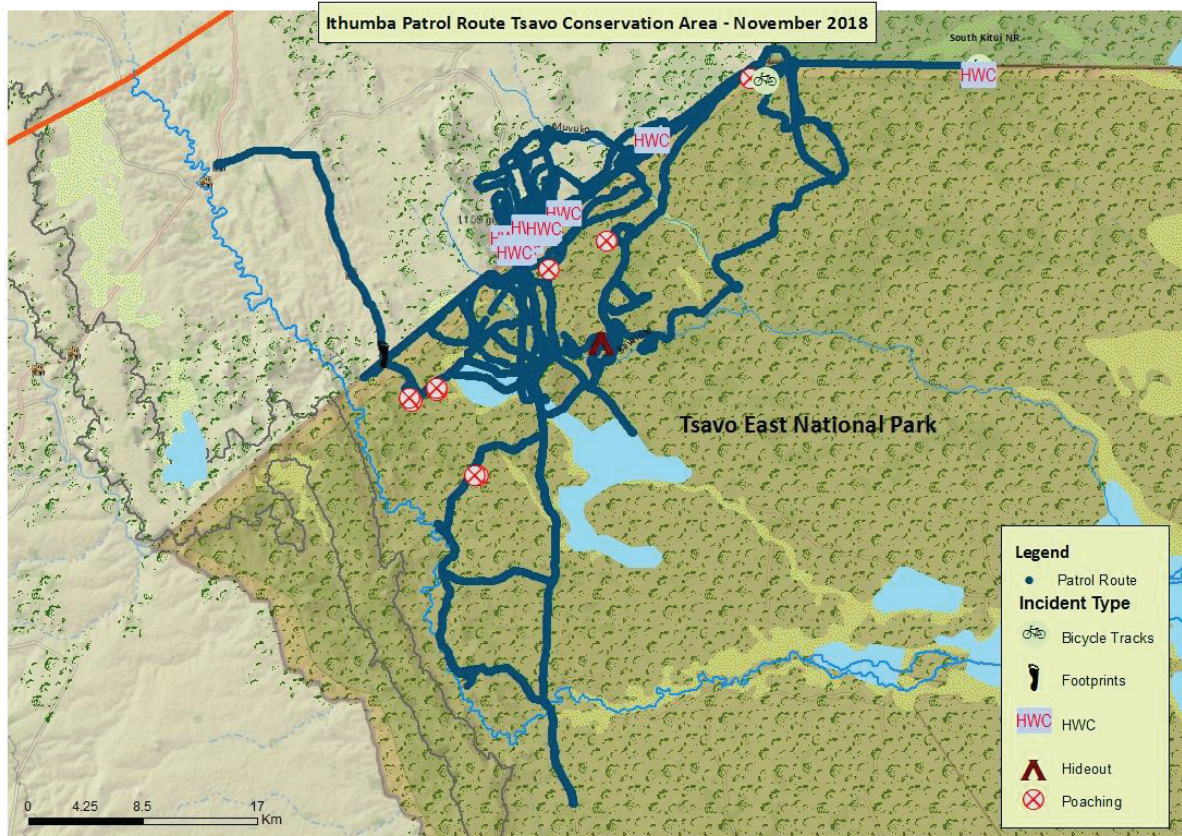 Ithumba Patrol Route Tsavo Conservation Area - November 2018
South Kitui NR
HWC
Muvuko
HWC
HWC
HWC
HWC
Tsavo East National Park
Legend
Patrol Route
Incident Type
Bicycle Tracks
Footprints
HWC HWC
Hideout
Poaching
0 4.25 8.5 17
Km